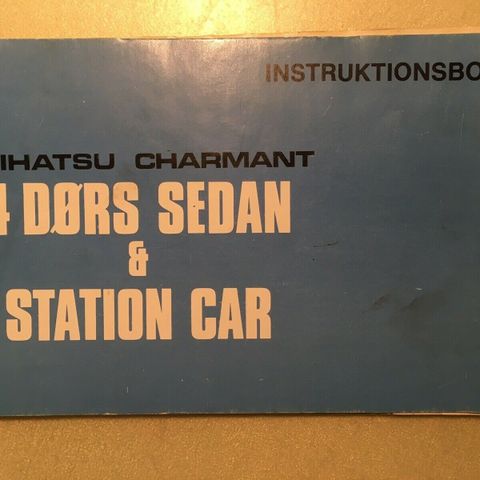 INSTRUKTIONSBO
IHATSU CHARMANT
4 DØRS SEDAN
&
STATION CAR